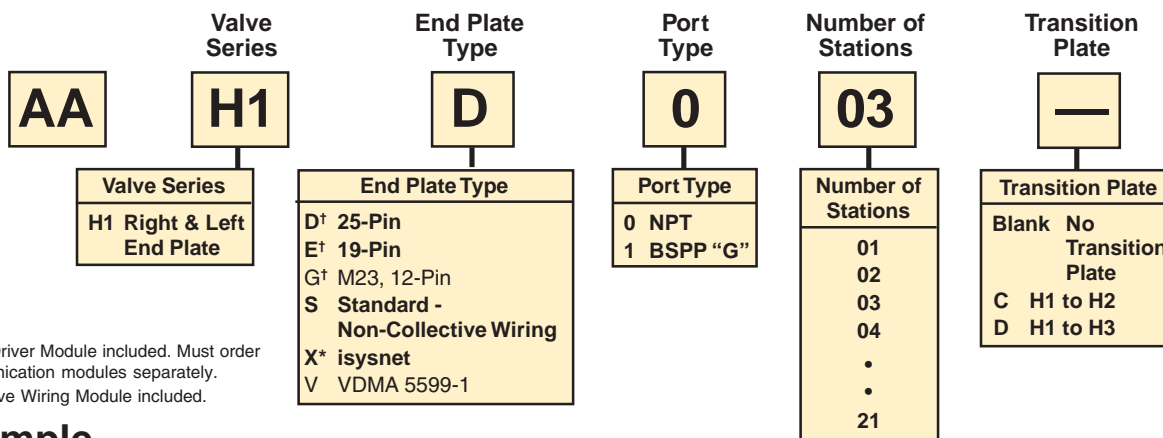 Valve Series
End Plate Type
Port Type
Number of Stations
Transition Plate
AA
H1
D
0
03
—
Valve Series
H1 Right & Left
End Plate
End Plate Type
D† 25-Pin
E† 19-Pin
G† M23, 12-Pin
S Standard -
Non-Collective Wiring
X* isysnet
V VDMA 5599-1
Port Type
0 NPT
1 BSPP “G”
Number of
Stations
01
02
03
04
•
•
21
Transition Plate
Blank No
Transition
Plate
C H1 to H2
D H1 to H3
Module included. Must order
modules separately.
Wiring Module included.